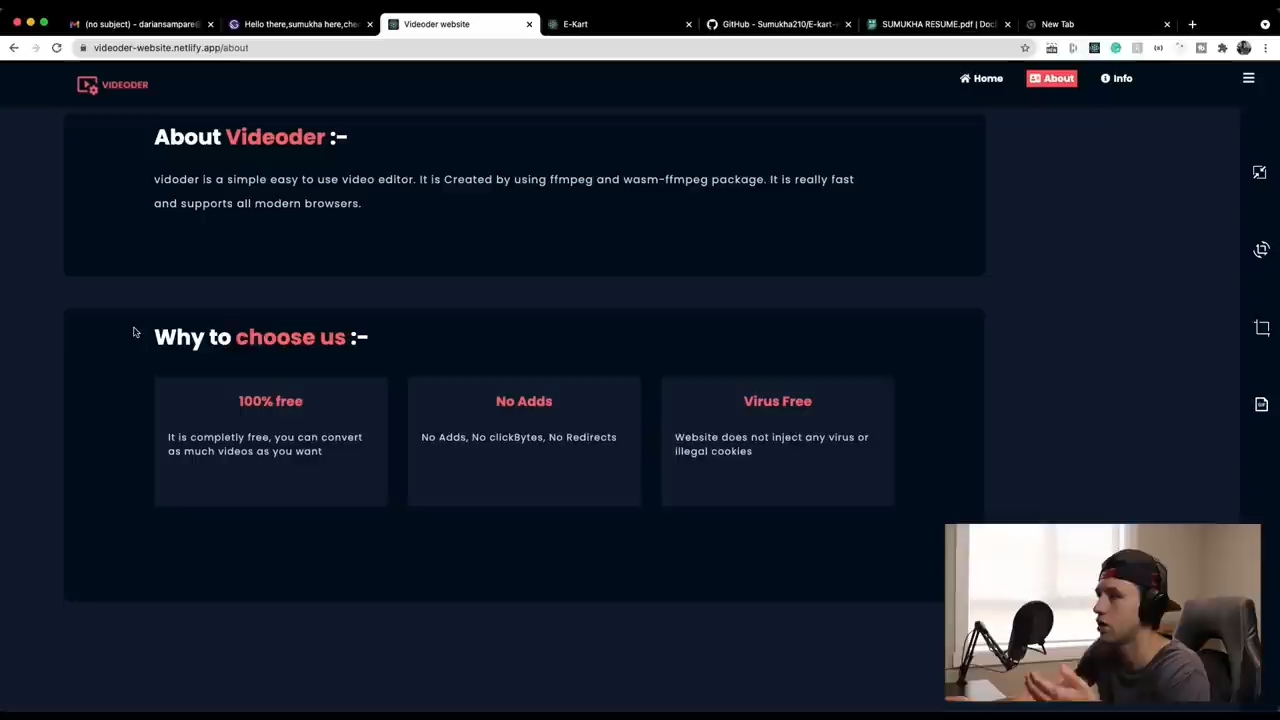 (no subject) - dariansampare@
Hello there,sumukha here,che
Videoder website
E-Kart
GitHub - Sumukha210/E-kart-
SUMUKHA RESUME.pdf | Doc
New Tab
videoder-website.netlify.app/about
VIDEODER
Home
About
Info
About Videoder :-
vidoder is a simple easy to use video editor. It is Created by using ffmpeg and wasm-ffmpeg package. It is really fast
and supports all modern browsers.
Why to choose us :-
100% free
It is completly free, you can convert
as much videos as you want
No Adds
No Adds, No clickBytes, No Redirects
Virus Free
Website does not inject any virus or
illegal cookies